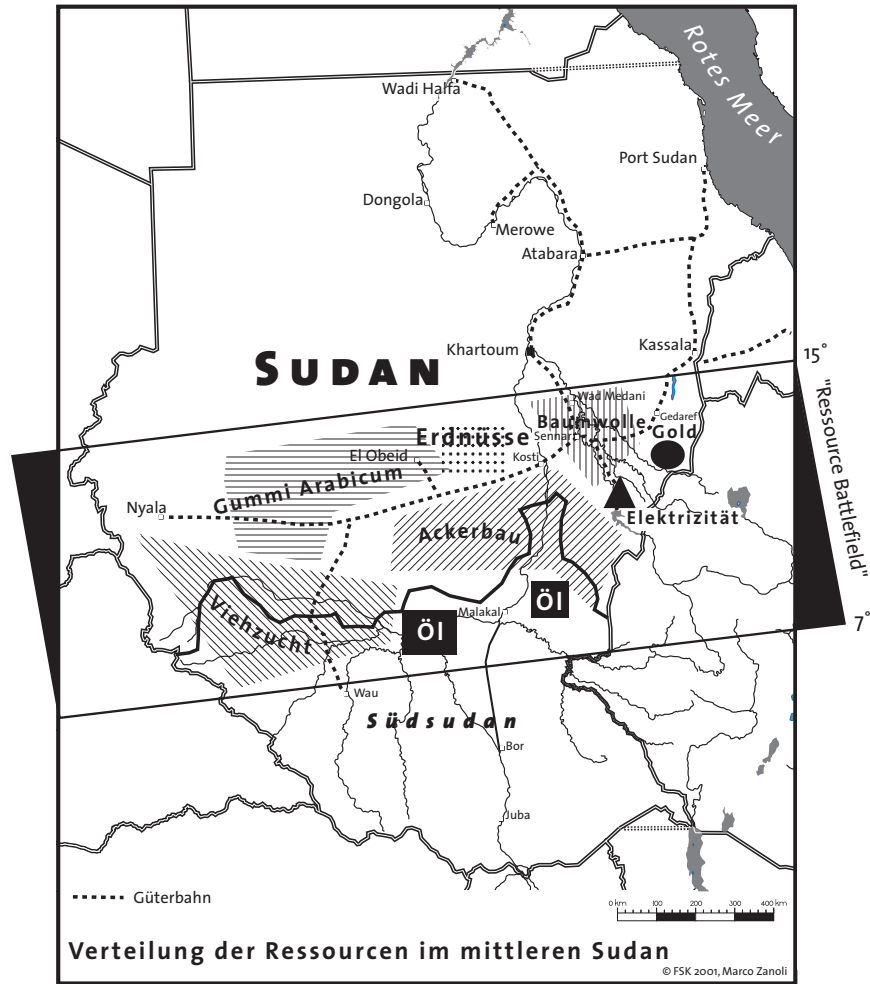 Rotes Meer
Wadi Halfa
Port Sudan
Dongola
Merowe
Atabara
Khartoum
Kassala
15°
SUDAN
"Ressource Battlefield"
Wad Medani
Gedaref
Baumwolle
Gold
Erdnüsse
Sennar
El Obeid
Kosti
Gummi Arabicum
Nyala
Elektrizität
Ackerbau
Öl
Viehzucht
Malakal
Öl
7°
Wau
Südsudan
Bor
Juba
Güterbahn
0 km 100 200 300 400 km
Verteilung der Ressourcen im mittleren Sudan
© FSK 2001, Marco Zanoli